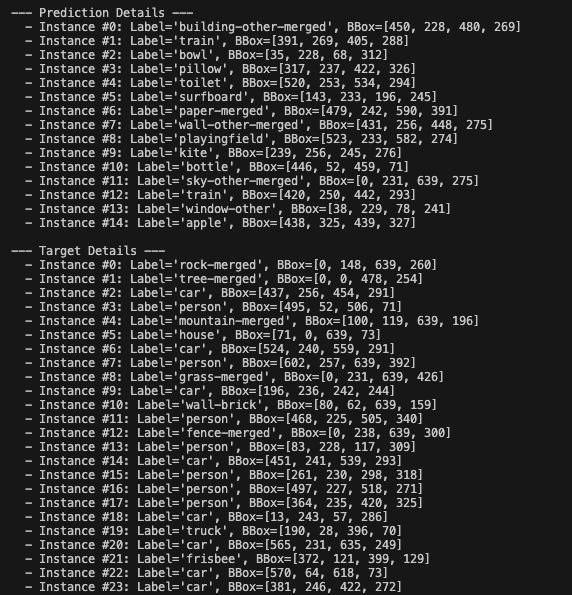 --- Prediction Details ---
- Instance #0: Label='building-other-merged', BBox=[450, 228, 480, 269]
- Instance #1: Label='train', BBox=[391, 269, 405, 288]
- Instance #2: Label='bowl', BBox=[35, 228, 68, 312]
- Instance #3: Label='pillow', BBox=[317, 237, 422, 326]
- Instance #4: Label='toilet', BBox=[520, 253, 534, 294]
- Instance #5: Label='surfboard', BBox=[143, 233, 196, 245]
- Instance #6: Label='paper-merged', BBox=[479, 242, 590, 391]
- Instance #7: Label='wall-other-merged', BBox=[431, 256, 448, 275]
- Instance #8: Label='playingfield', BBox=[523, 233, 582, 274]
- Instance #9: Label='kite', BBox=[239, 256, 245, 276]
- Instance #10: Label='bottle', BBox=[446, 52, 459, 71]
- Instance #11: Label='sky-other-merged', BBox=[0, 231, 639, 275]
- Instance #12: Label='train', BBox=[420, 250, 442, 293]
- Instance #13: Label='window-other', BBox=[38, 229, 78, 241]
- Instance #14: Label='apple', BBox=[438, 325, 439, 327]
--- Target Details ---
- Instance #0: Label='rock-merged', BBox=[0, 148, 639, 260]
- Instance #1: Label='tree-merged', BBox=[0, 0, 478, 254]
- Instance #2: Label='car', BBox=[437, 256, 454, 291]
- Instance #3: Label='person', BBox=[495, 52, 506, 71]
- Instance #4: Label='mountain-merged', BBox=[100, 119, 639, 196]
- Instance #5: Label='house', BBox=[71, 0, 639, 73]
- Instance #6: Label='car', BBox=[524, 240, 559, 291]
- Instance #7: Label='person', BBox=[602, 257, 639, 392]
- Instance #8: Label='grass-merged', BBox=[0, 231, 639, 426]
- Instance #9: Label='car', BBox=[196, 236, 242, 244]
- Instance #10: Label='wall-brick', BBox=[80, 62, 639, 159]
- Instance #11: Label='person', BBox=[468, 225, 505, 340]
- Instance #12: Label='fence-merged', BBox=[0, 238, 639, 300]
- Instance #13: Label='person', BBox=[83, 228, 117, 309]
- Instance #14: Label='car', BBox=[451, 241, 539, 293]
- Instance #15: Label='person', BBox=[261, 230, 298, 318]
- Instance #16: Label='person', BBox=[497, 227, 518, 271]
- Instance #17: Label='person', BBox=[364, 235, 420, 325]
- Instance #18: Label='car', BBox=[13, 243, 57, 286]
- Instance #19: Label='truck', BBox=[190, 28, 396, 70]
- Instance #20: Label='car', BBox=[565, 231, 635, 249]
- Instance #21: Label='frisbee', BBox=[372, 121, 399, 129]
- Instance #22: Label='car', BBox=[570, 64, 618, 73]
- Instance #23: Label='car', BBox=[381, 246, 422, 272]